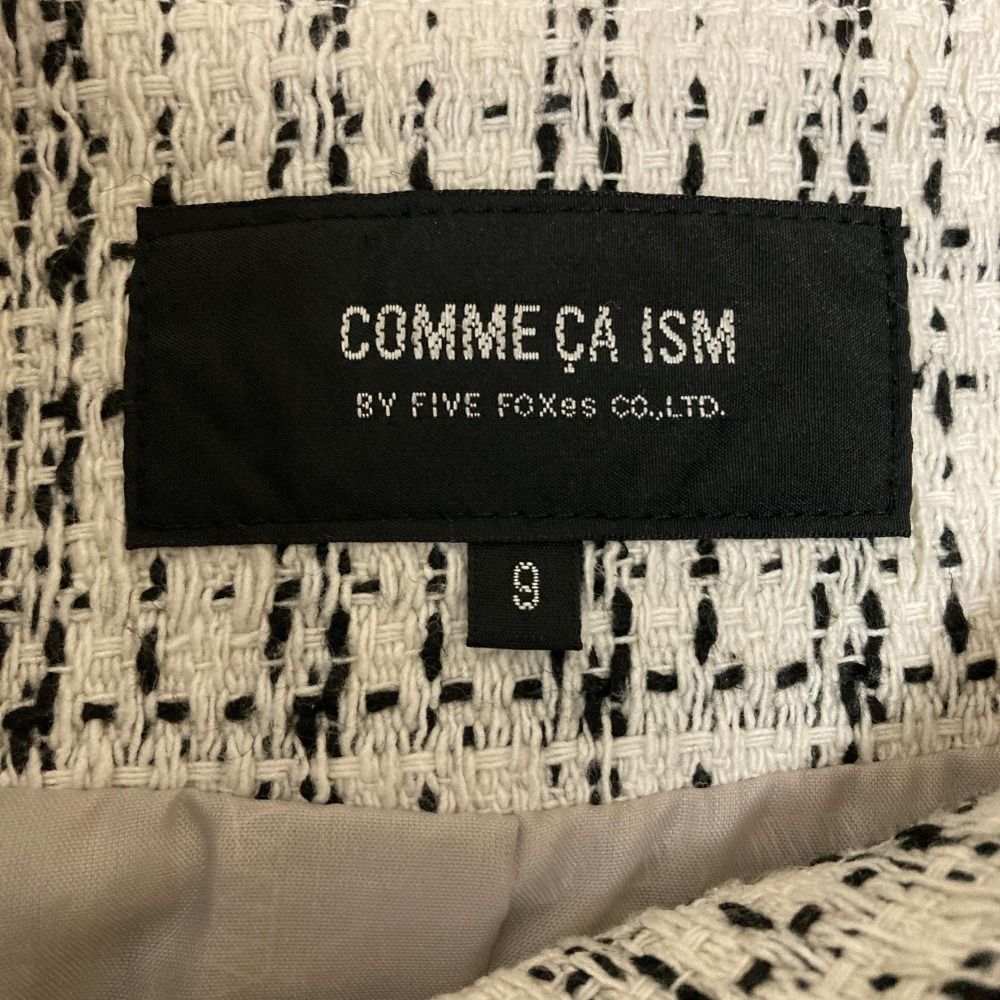 COMME ÇA ISM
BY FIVE FOXes CO.,LTD.
9